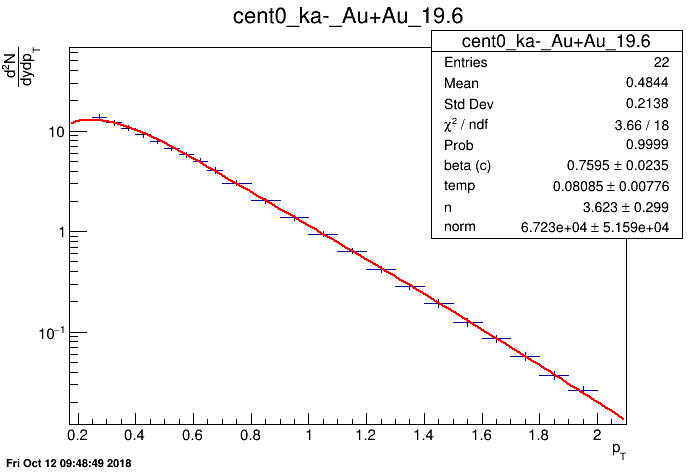 cent0_ka-_Au+Au_19.6
d²N
dydp_T
cent0_ka-_Au+Au_19.6
Entries 22
Mean 0.4844
Std Dev 0.2138
χ² / ndf 3.66 / 18
Prob 0.9999
beta (c) 0.7595 ± 0.0235
temp 0.08085 ± 0.00776
n 3.623 ± 0.299
norm 6.723e+04 ± 5.159e+04
10
1
10⁻¹
0.2 0.4 0.6 0.8 1 1.2 1.4 1.6 1.8 2
p_T
Fri Oct 12 09:48:49 2018